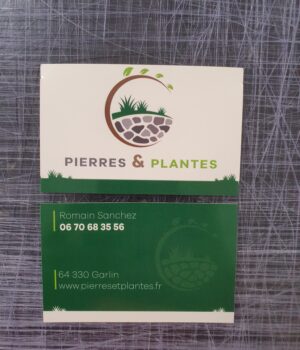 PIERRES & PLANTES
Romain Sanchez
06 70 68 35 56
64 330 Garlin
www.pierresetplantes.fr